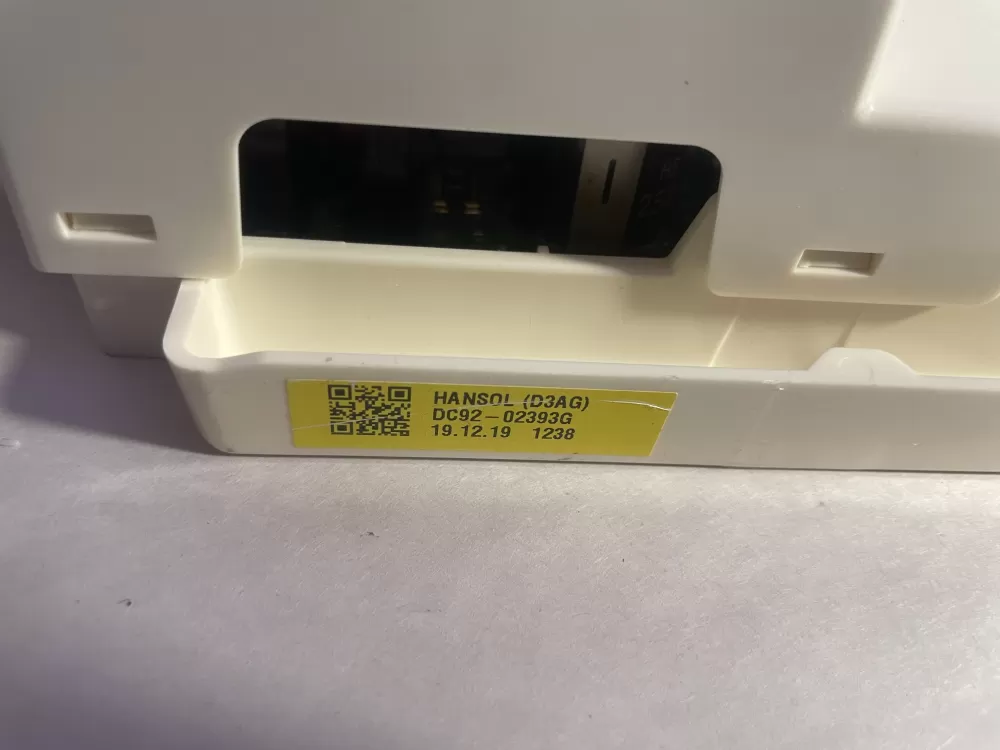 HANSOL (D3AG)
DC92-02393G
19.12.19 1238